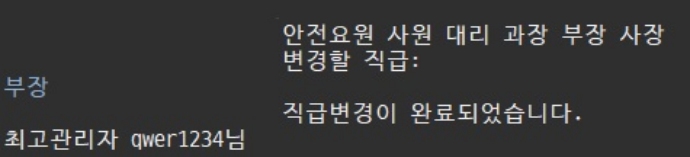 부장
최고관리자 qwer1234님
안전요원 사원 대리 과장 부장 사장
변경할 직급:
직급변경이 완료되었습니다.